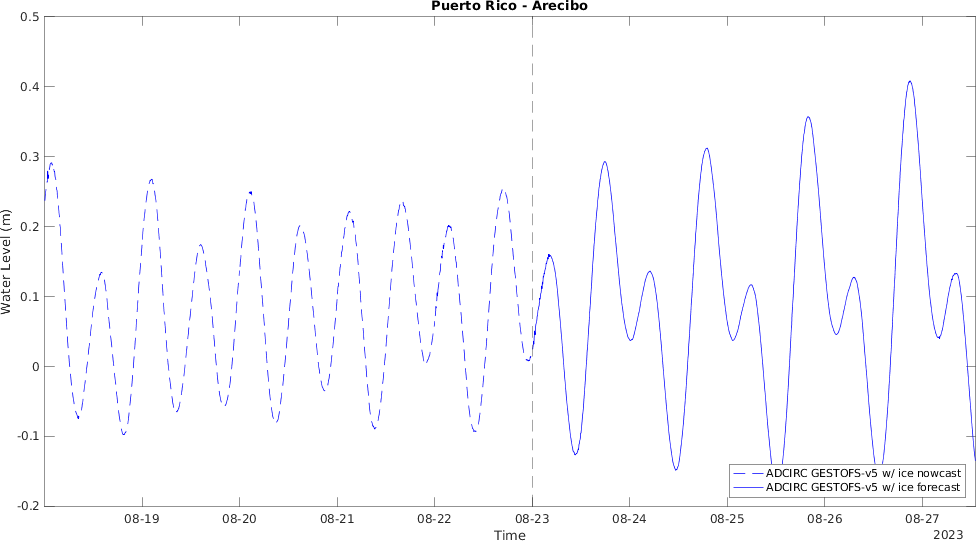 Puerto Rico - Arecibo
0.5
0.4
0.3
0.2
0.1
0
-0.1
-0.2
Water Level (m)
ADCIRC GESTOFS-v5 w/ ice nowcast
ADCIRC GESTOFS-v5 w/ ice forecast
08-19 08-20 08-21 08-22 08-23 08-24 08-25 08-26 08-27
Time
2023